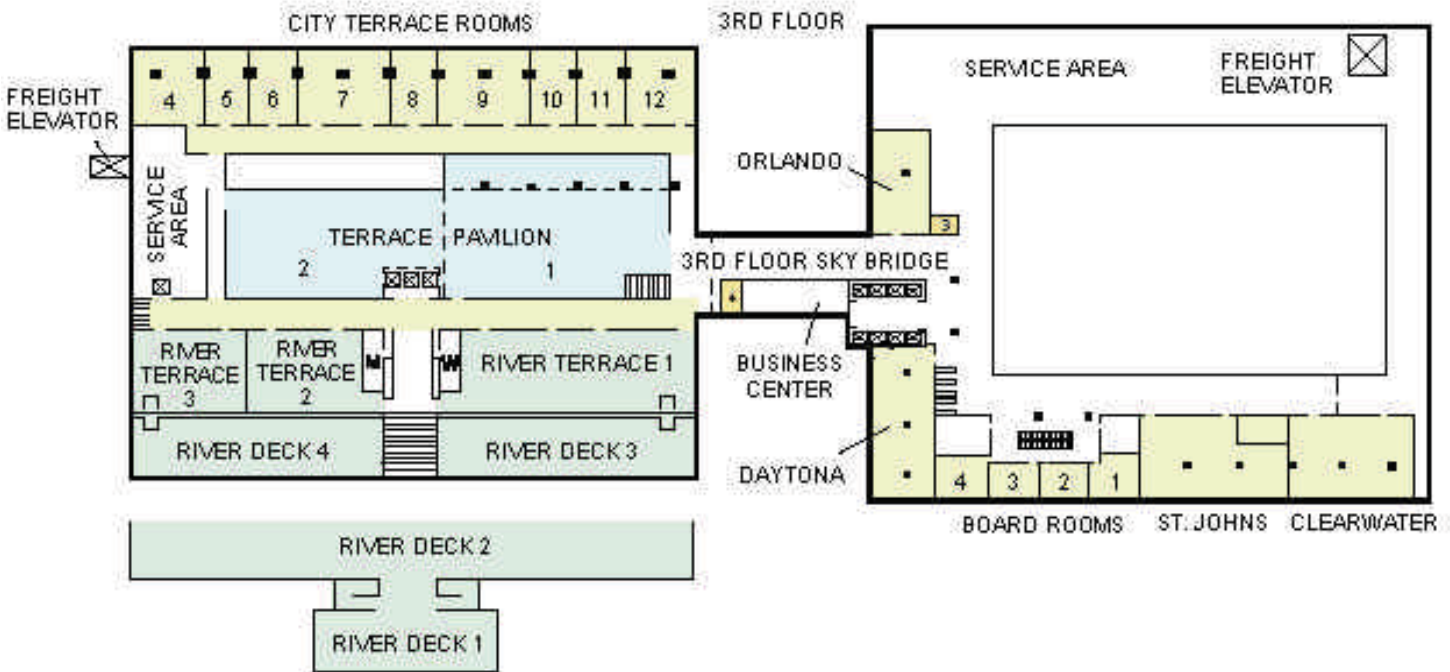 CITY TERRACE ROOMS
3RD FLOOR
SERVICE AREA
FREIGHT
ELEVATOR
FREIGHT
ELEVATOR
4 5 6 7 8 9 10 11 12
ORLANDO
3
SERVICE
AREA
TERRACE PAVILION
2 1
3RD FLOOR SKY BRIDGE
RIVER
TERRACE
3
RIVER
TERRACE
2
M
W
RIVER TERRACE 1
BUSINESS
CENTER
RIVER DECK 4
RIVER DECK 3
DAYTONA
4 3 2 1
BOARD ROOMS
ST. JOHNS
CLEARWATER
RIVER DECK 2
RIVER DECK 1